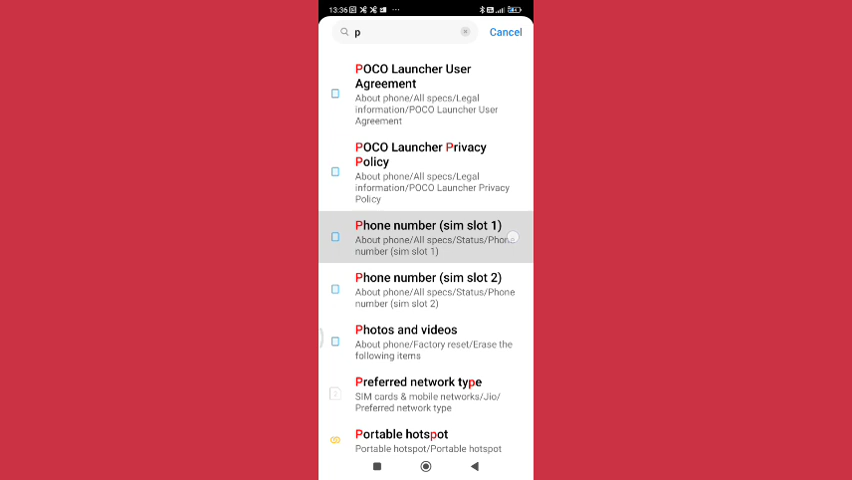 13:36
p
Cancel
POCO Launcher User
Agreement
About phone/All specs/Legal
information/POCO Launcher User
Agreement
POCO Launcher Privacy
Policy
About phone/All specs/Legal
information/POCO Launcher Privacy
Policy
Phone number (sim slot 1)
About phone/All specs/Status/Phone
number (sim slot 1)
Phone number (sim slot 2)
About phone/All specs/Status/Phone
number (sim slot 2)
Photos and videos
About phone/Factory reset/Erase the
following items
Preferred network type
SIM cards & mobile networks/Jio/
Preferred network type
Portable hotspot
Portable hotspot/Portable hotspot